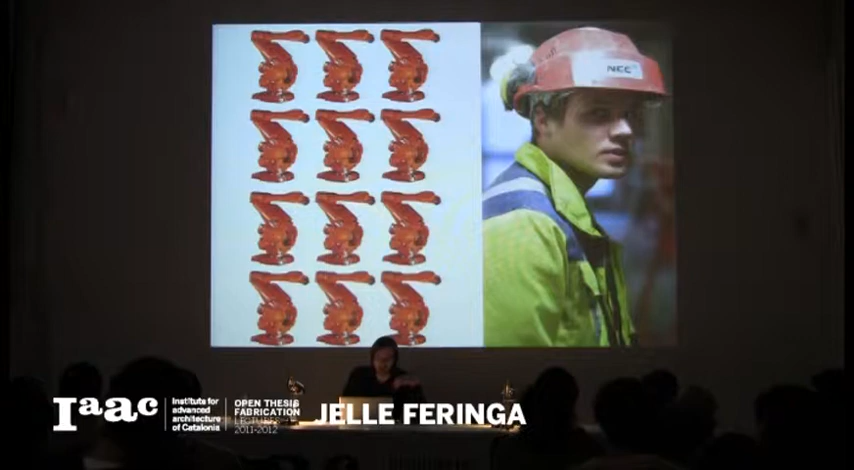 NCC
Iaac
Institute for
advanced
architecture
of Catalonia
OPEN THESIS
FABRICATION
LECTURES
2011-2012
JELLE FERINGA